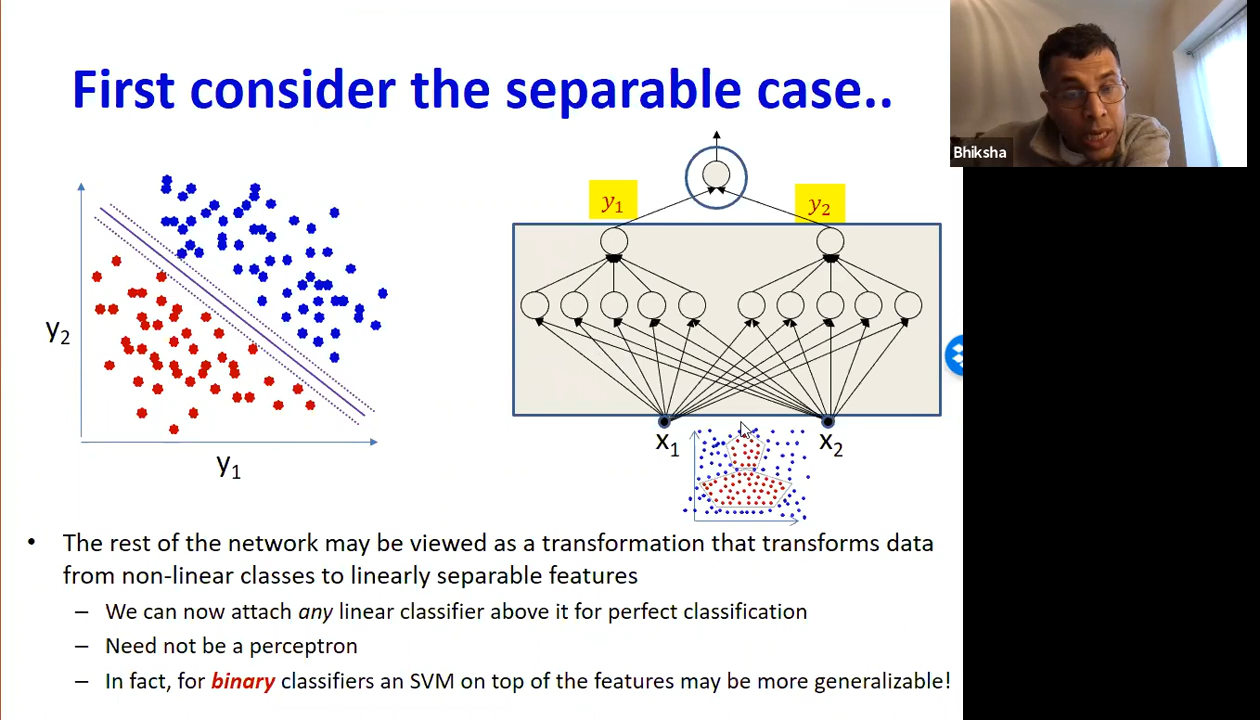 First consider the separable case..
Bhiksha
y₁
y₂
y₂
y₁
x₁
x₂
• The rest of the network may be viewed as a transformation that transforms data
from non-linear classes to linearly separable features
– We can now attach any linear classifier above it for perfect classification
– Need not be a perceptron
– In fact, for binary classifiers an SVM on top of the features may be more generalizable!